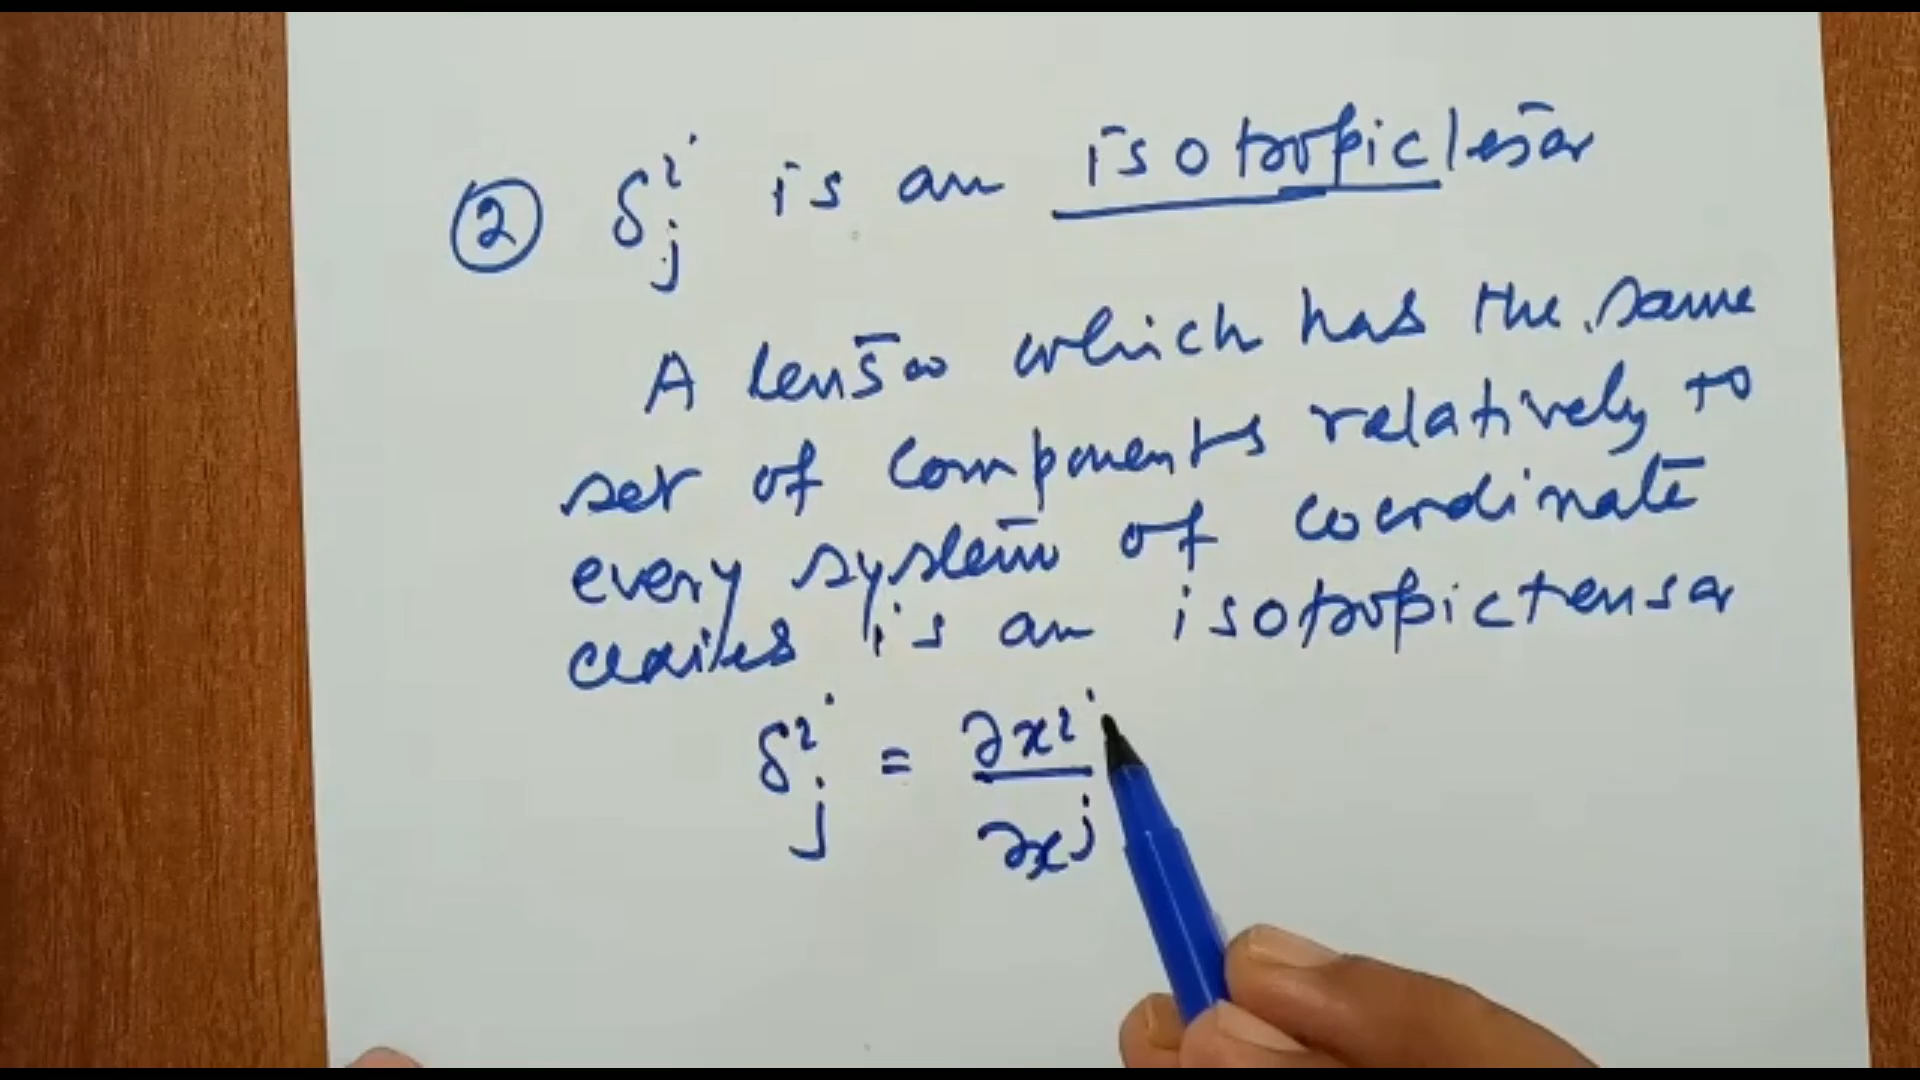 ② δ^i_j is an isotropic tensor
A tensor which has the same
set of components relatively to
every system of coordinate
axises is an isotropic tensor
δ^i_j = ∂x^i / ∂x^j